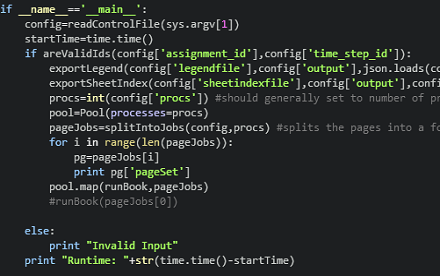 if __name__=='__main__':
config=readControlFile(sys.argv[1])
startTime=time.time()
if areValidIds(config['assignment_id'],config['time_step_id']):
exportLegend(config['legendfile'],config['output'],json.loads(co
exportSheetIndex(config['sheetindexfile'],config['output'],conf
procs=int(config['procs']) #should generally set to number of pr
pool=Pool(processes=procs)
pageJobs=splitIntoJobs(config,procs) #splits the pages into a fo
for i in range(len(pageJobs)):
pg=pageJobs[i]
print pg['pageSet']
pool.map(runBook,pageJobs)
#runBook(pageJobs[0])
else:
print "Invalid Input"
print "Runtime: "+str(time.time()-startTime)